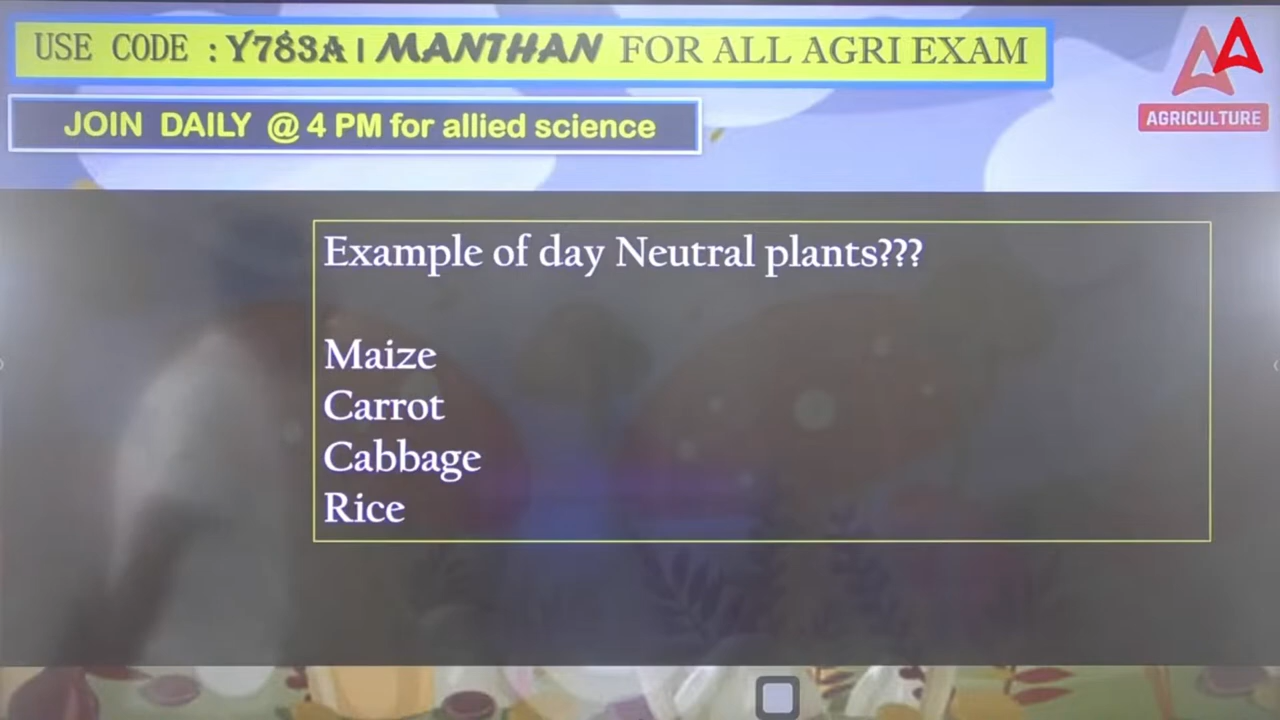 USE CODE : Y783A | MANTHAN FOR ALL AGRI EXAM
AGRICULTURE
JOIN DAILY @ 4 PM for allied science
Example of day Neutral plants???
Maize
Carrot
Cabbage
Rice